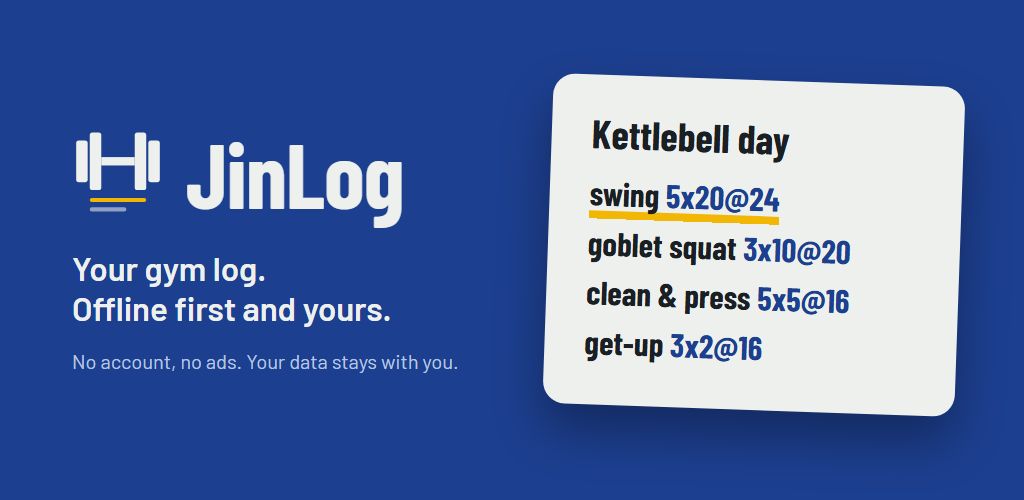 JinLog
Your gym log.
Offline first and yours.
No account, no ads. Your data stays with you.
Kettlebell day
swing 5x20@24
goblet squat 3x10@20
clean & press 5x5@16
get-up 3x2@16